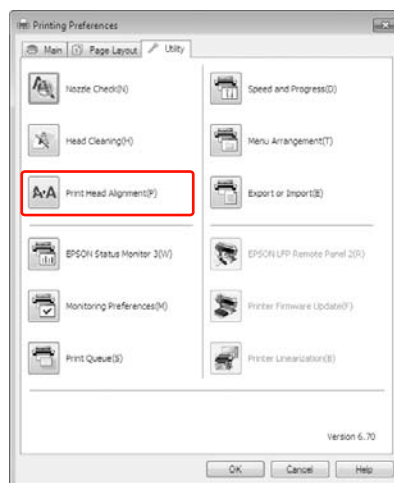 Printing Preferences
Main
Page Layout
Utility
Nozzle Check(N)
Speed and Progress(D)
Head Cleaning(H)
Menu Arrangement(T)
A·A
Print Head Alignment(P)
Export or Import(E)
EPSON Status Monitor 3(W)
EPSON LFP Remote Panel 2(R)
Monitoring Preferences(M)
Printer Firmware Update(F)
Print Queue(S)
Printer Linearization(B)
Version 6.70
OK
Cancel
Help